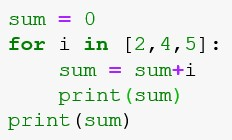 sum = 0
for i in [2,4,5]:
    sum = sum+i
    print(sum)
print(sum)